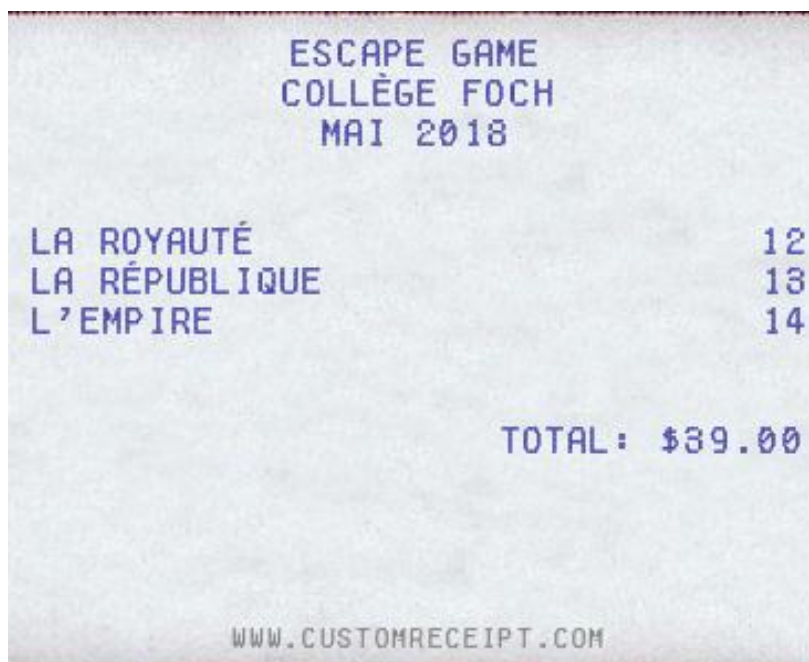 ESCAPE GAME
COLLÈGE FOCH
MAI 2018
LA ROYAUTÉ 12
LA RÉPUBLIQUE 13
L'EMPIRE 14
TOTAL: $39.00
WWW.CUSTOMRECEIPT.COM